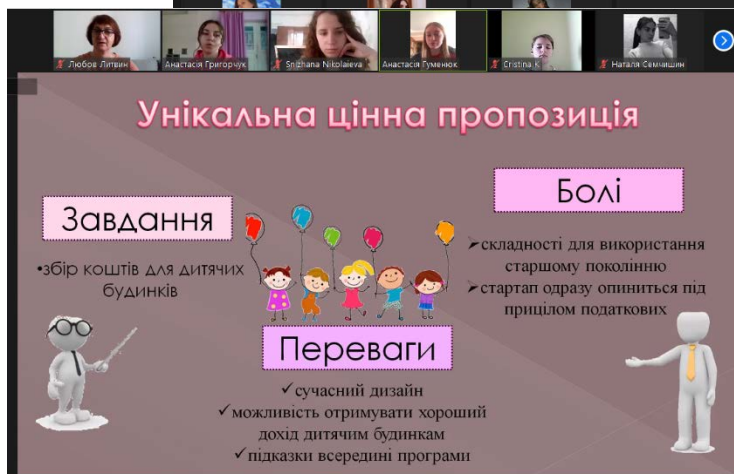 Любов Литвин
Анастасія Григорчук
Snizhana Nikolaieva
Анастасія Гуменюк
Cristina K
Наталя Семчишин
Унікальна цінна пропозиція
Завдання
•збір коштів для дитячих
будинків
Болі
➢складності для використання
старшому поколінню
➢стартап одразу опиниться під
прицілом податкових
Переваги
✓сучасний дизайн
✓можливість отримувати хороший
дохід дитячим будинкам
✓підказки всередині програми